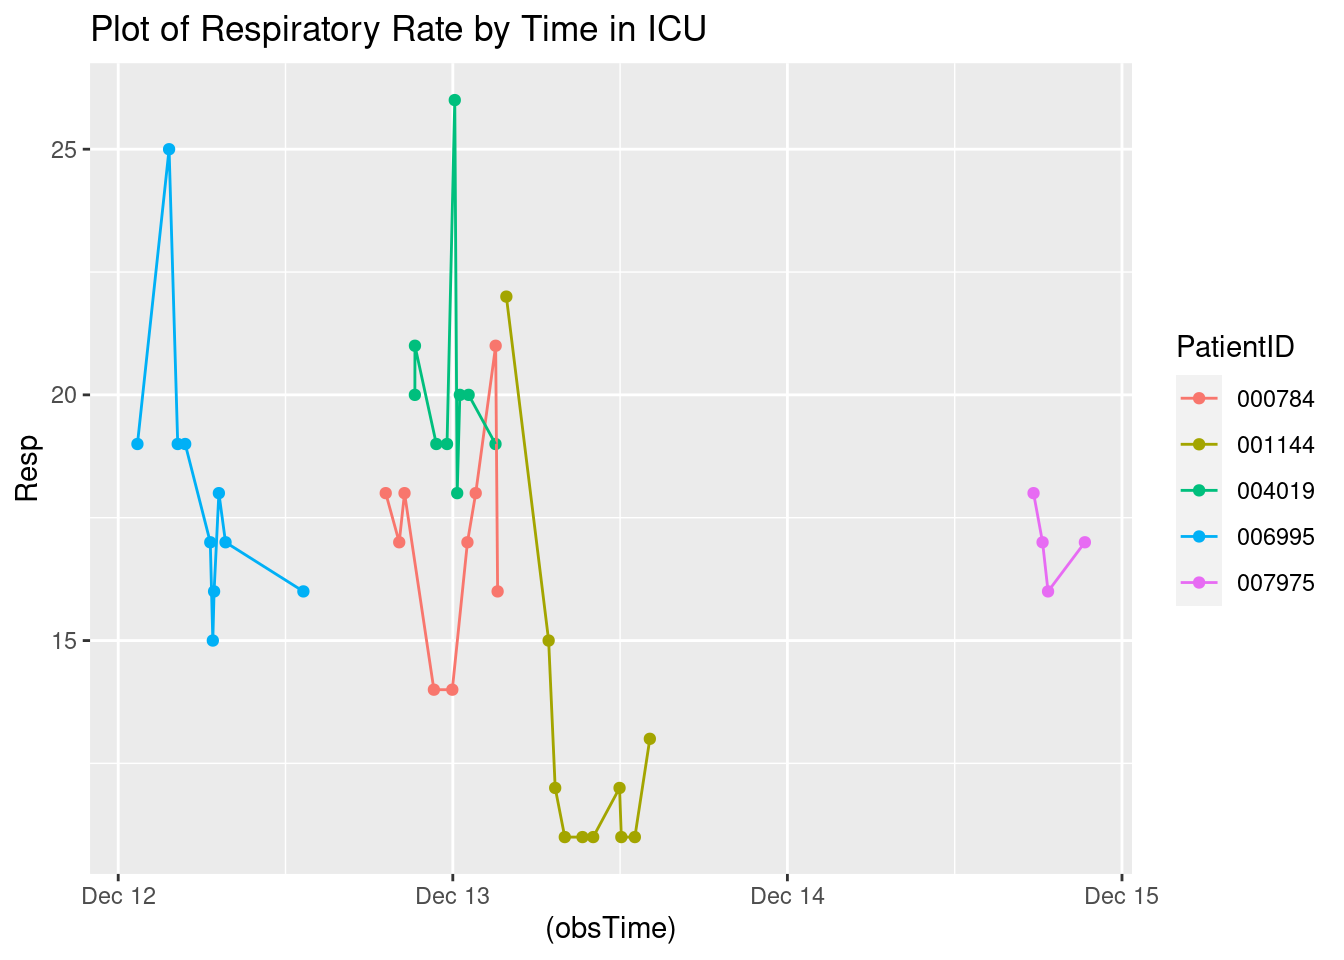 Plot of Respiratory Rate by Time in ICU
25
20
15
Resp
Dec 12
Dec 13
Dec 14
Dec 15
(obsTime)
PatientID
000784
001144
004019
006995
007975